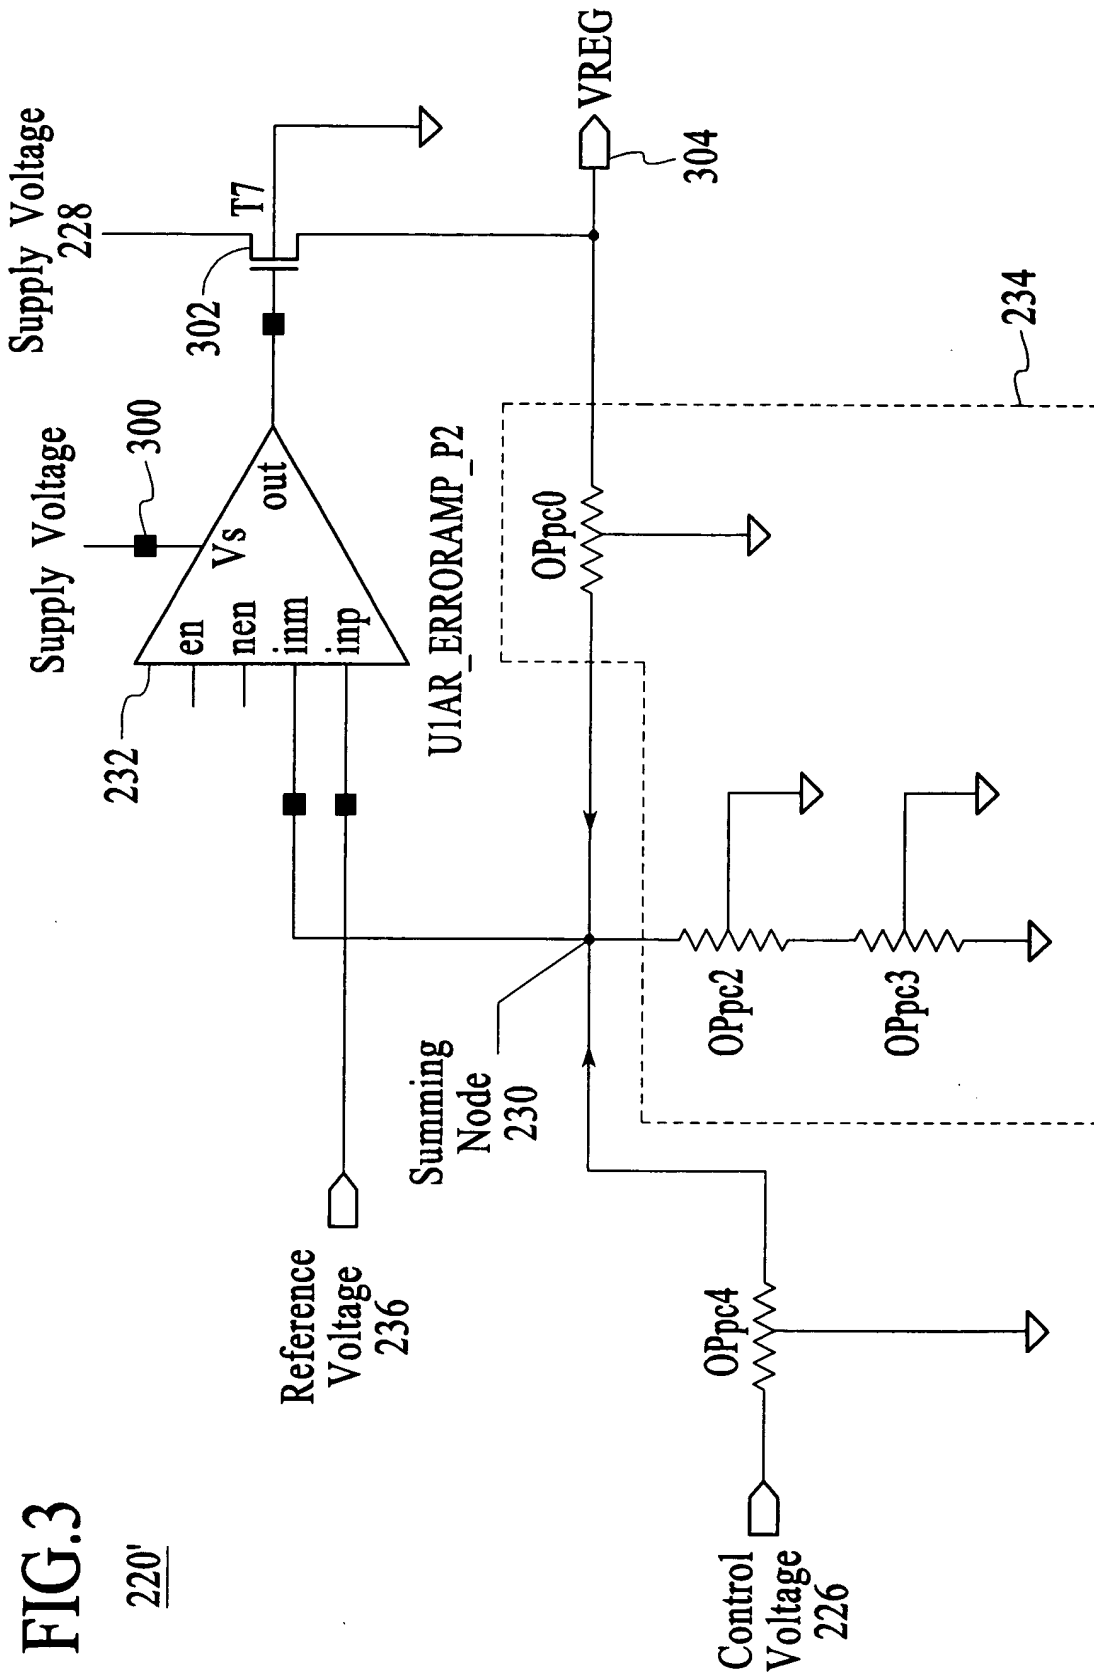 FIG.3
220'
Supply Voltage
228
Supply Voltage
300
302
T7
232
en
nen
inm
inp
Vs
out
U1AR_ERRORAMP_P2
VREG
304
234
OPpc0
Reference
Voltage
236
Summing
Node
230
OPpc2
OPpc3
OPpc4
Control
Voltage
226